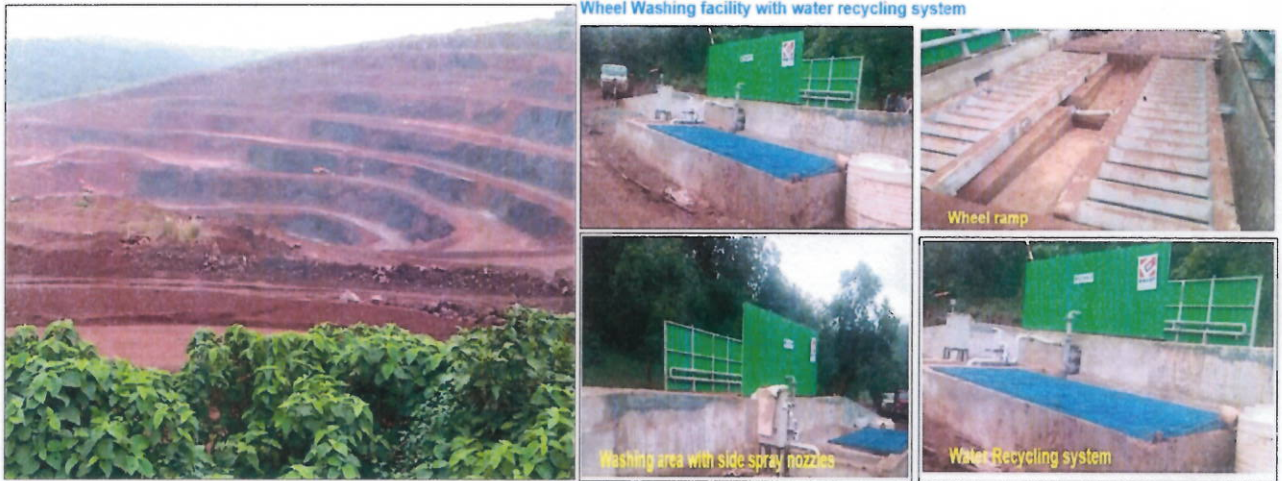 Wheel Washing facility with water recycling system
Wheel ramp
Washing area with side spray nozzles
Water Recycling system